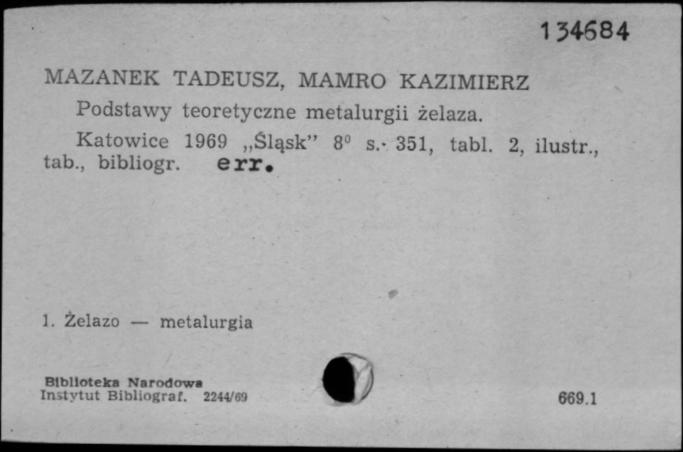 134684
MAZANEK TADEUSZ, MAMRO KAZIMIERZ
Podstawy teoretyczne metalurgii żelaza.
Katowice 1969 „Śląsk” 8⁰ s. 351, tabl. 2, ilustr.,
tab., bibliogr. err.
1. Żelazo — metalurgia
Biblioteka Narodowa
Instytut Bibliograf. 2244/69
669.1